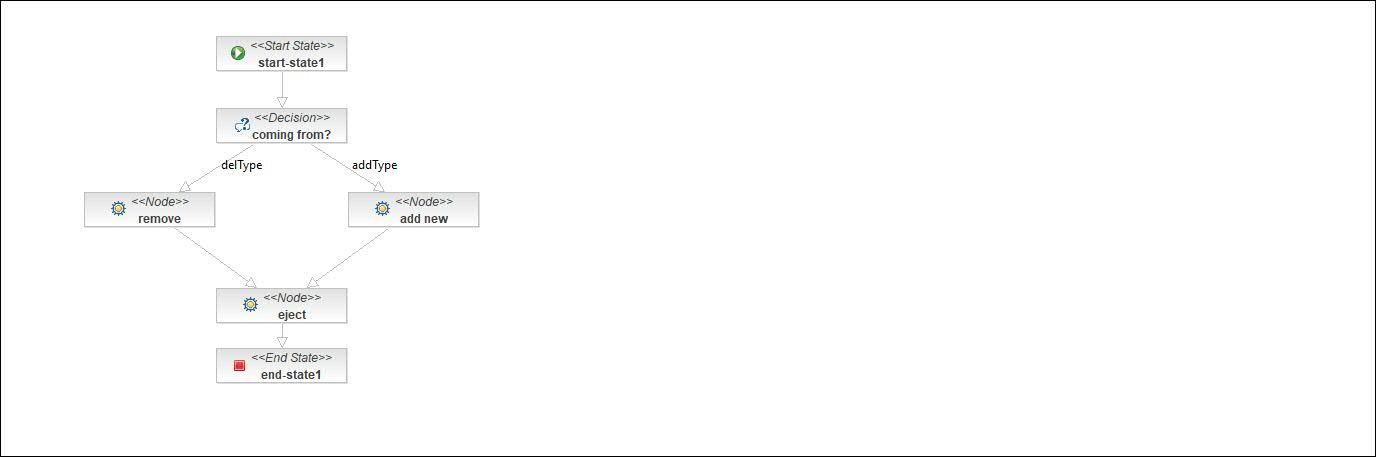 <<Start State>>
start-state1
<<Decision>>
coming from?
delType
addType
<<Node>>
remove
<<Node>>
add new
<<Node>>
eject
<<End State>>
end-state1